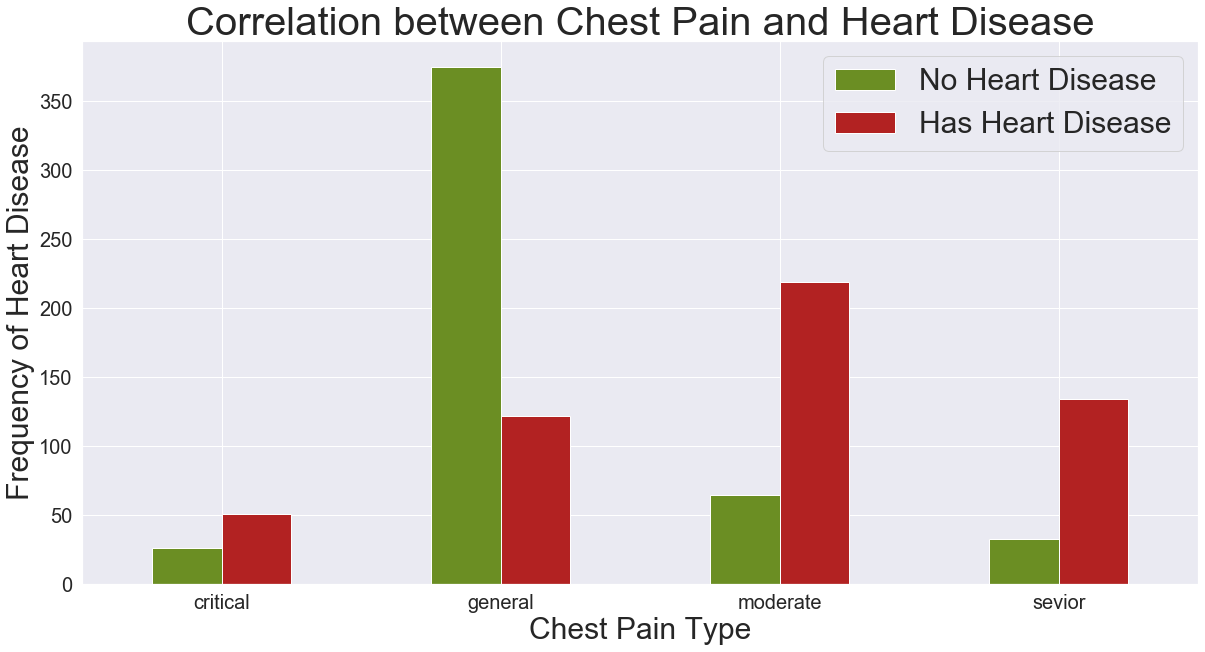 Correlation between Chest Pain and Heart Disease
No Heart Disease
Has Heart Disease
Frequency of Heart Disease
350
300
250
200
150
100
50
0
critical general moderate sevior
Chest Pain Type